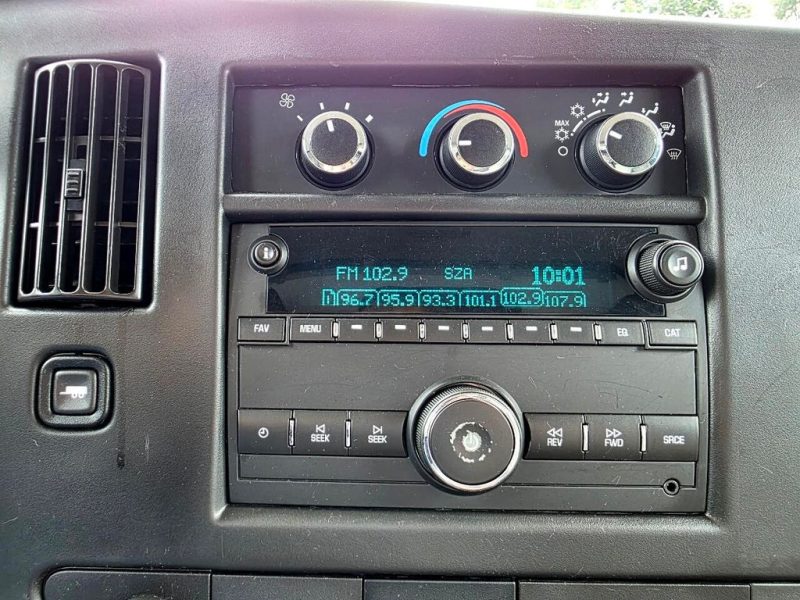 MAX
FM 102.9 SZA 10:01
1 96.7 95.9 93.3 101.1 102.9 107.9
FAV MENU EQ CAT
SEEK SEEK REV FWD SRCE